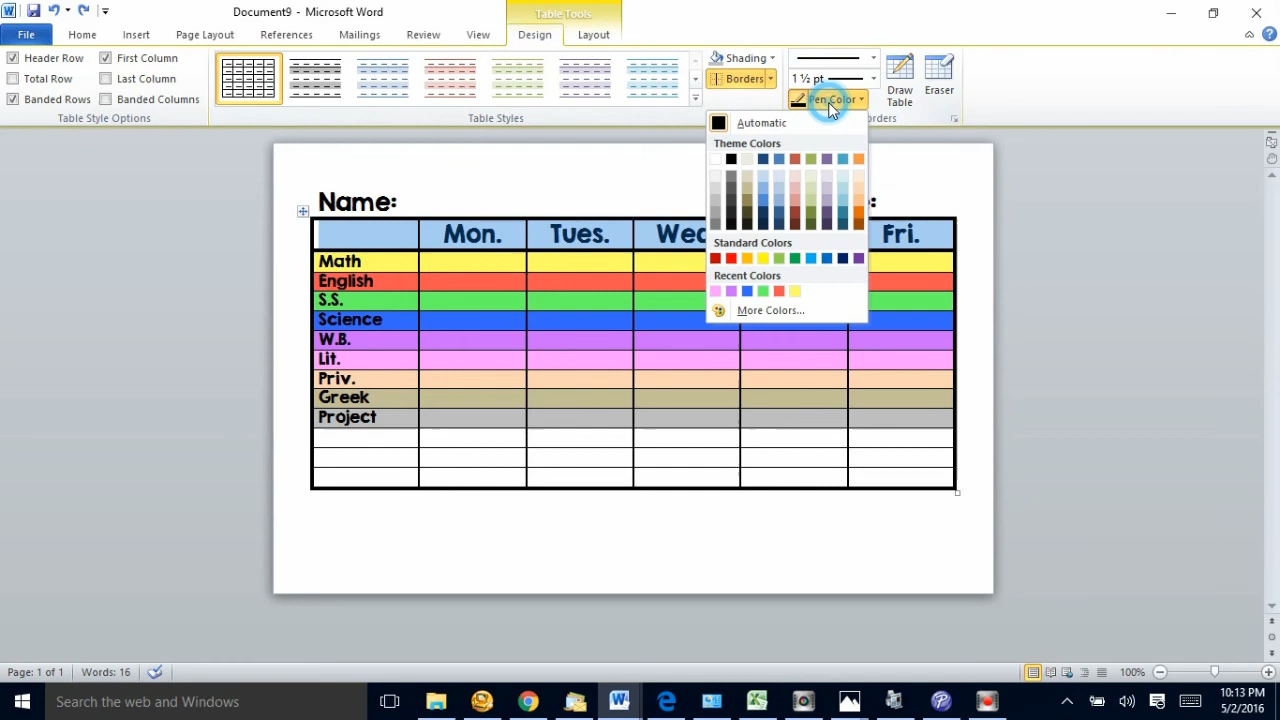 Document9 - Microsoft Word
Table Tools
File Home Insert Page Layout References Mailings Review View Design Layout
Header Row First Column
Total Row Last Column
Banded Rows Banded Columns
Table Style Options
Table Styles
Shading
Borders
1 ½ pt
Pen Color
Draw Table
Eraser
Automatic
Theme Colors
Standard Colors
Recent Colors
More Colors...
Name:
Mon. Tues. Fri.
Math
English
S.S.
Science
W.B.
Lit.
Priv.
Greek
Project
Page: 1 of 1 Words: 16 100%
Search the web and Windows
10:13 PM
5/2/2016